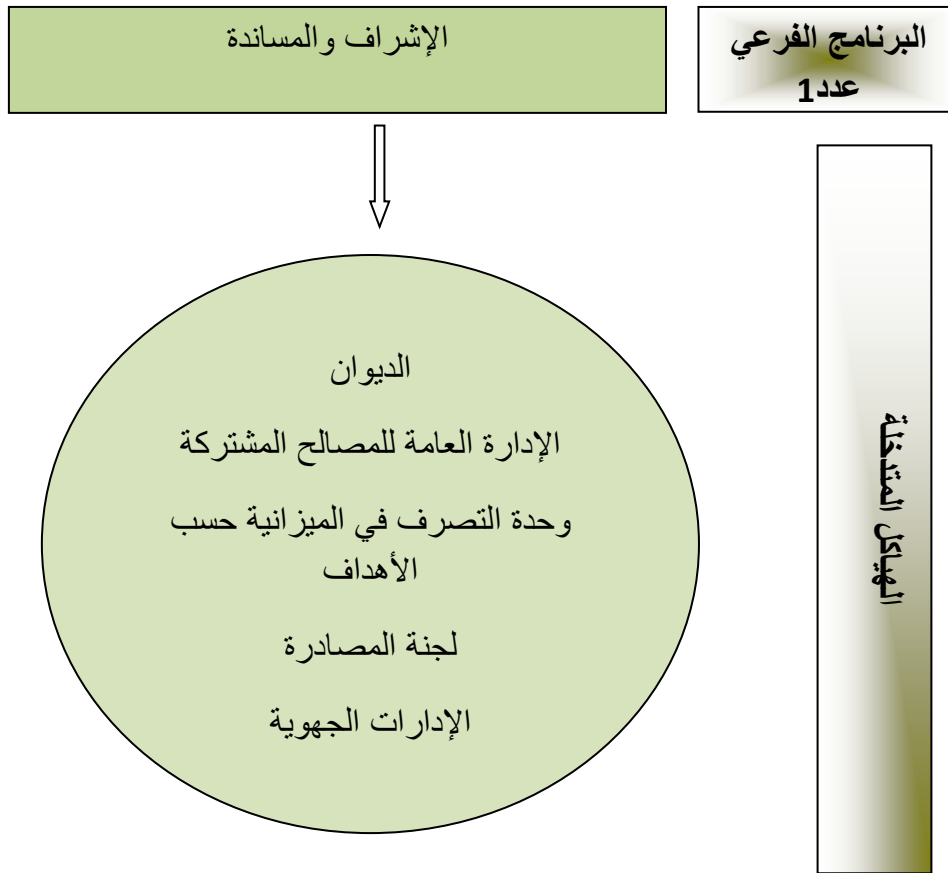 البرنامج الفرعي
عدد1
الإشراف والمساندة
الهياكل المتدخلة
الديوان
الإدارة العامة للمصالح المشتركة
وحدة التصرف في الميزانية حسب
الأهداف
لجنة المصادرة
الإدارات الجهوية